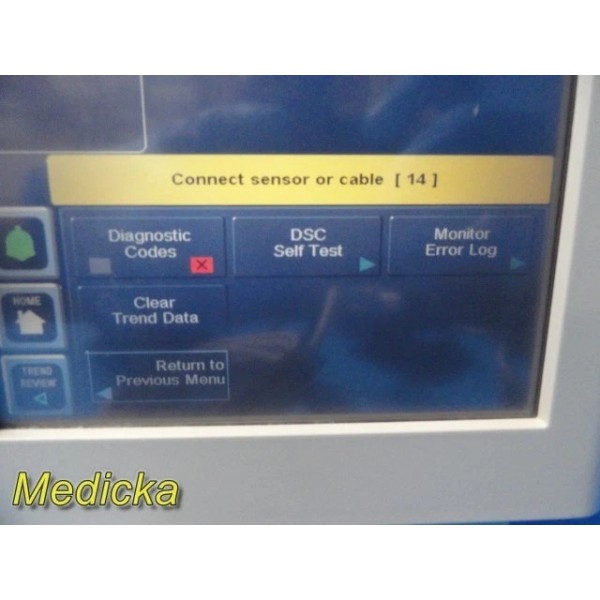 Connect sensor or cable [ 14 ]
Diagnostic
Codes
DSC
Self Test
Monitor
Error Log
HOME
Clear
Trend Data
TREND
REVIEW
Return to
Previous Menu
Medicka